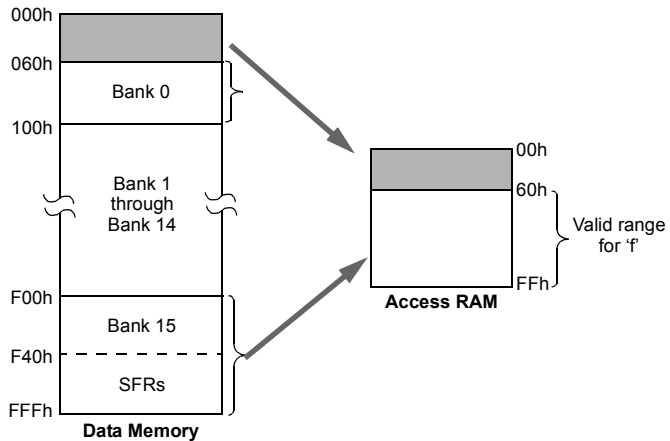 000h
060h
Bank 0
100h
Bank 1
through
Bank 14
F00h
Bank 15
F40h
SFRs
FFFh
Data Memory
00h
60h
Valid range
for ‘f’
FFh
Access RAM